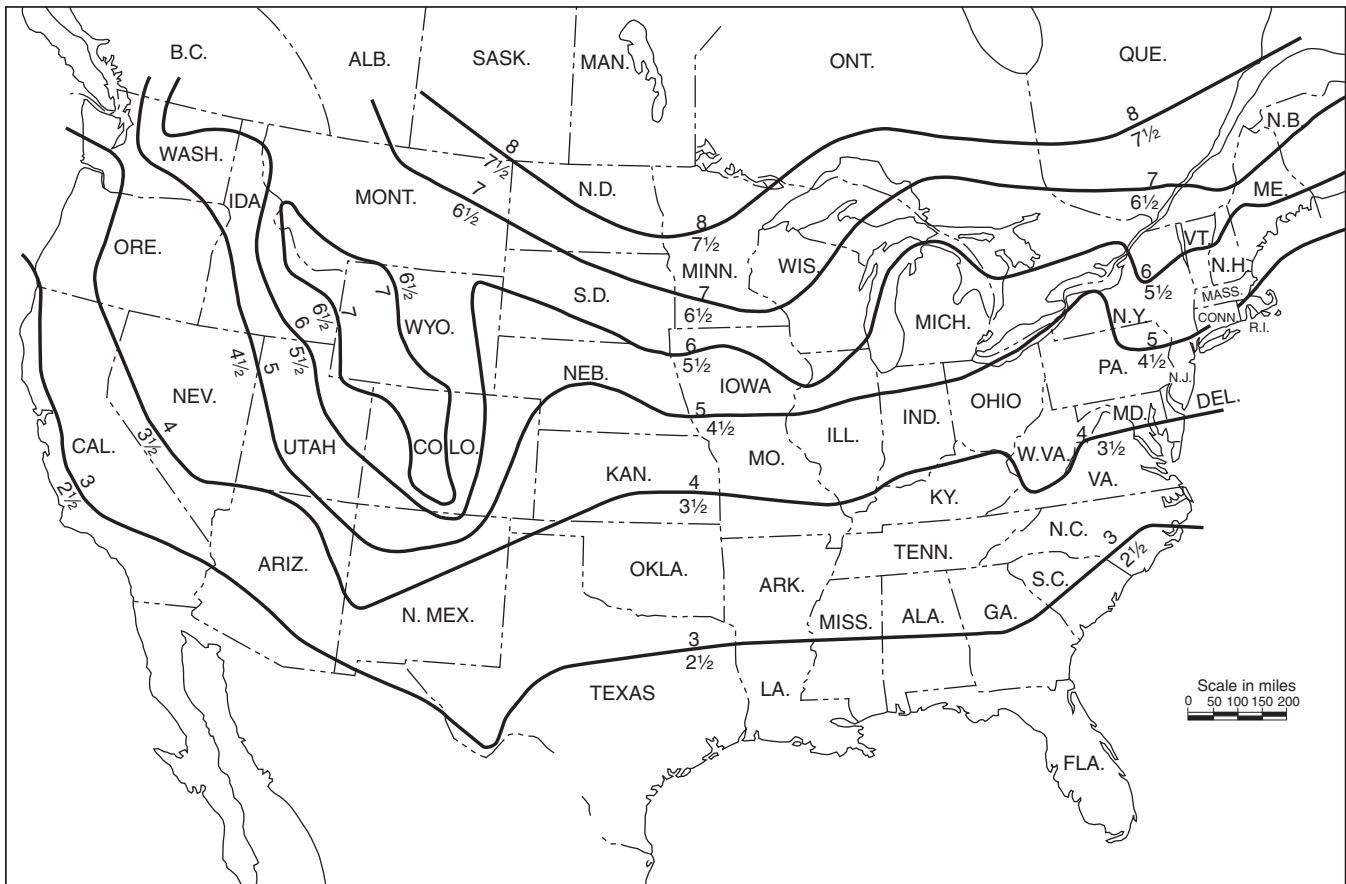 B.C.
ALB.
SASK.
MAN.
ONT.
QUE.
8
7½
N.B.
8
7½
WASH.
7
6½
MONT.
N.D.
IDA.
7
6½
ME.
8
7½
ORE.
VT.
MINN.
WIS.
N.H.
6
5½
6½
7
S.D.
7
6½
MASS.
6½
7
6
WYO.
MICH.
N.Y.
CONN.
R.I.
5½
4½
5
6
5½
5
4½
NEB.
IOWA
PA.
N.J.
NEV.
OHIO
DEL.
5
4½
IND.
MD.
4
3½
CAL.
UTAH
COLO.
ILL.
4
3½
MO.
W.VA.
KAN.
VA.
3
2½
4
3½
KY.
N.C.
3
2½
ARIZ.
OKLA.
TENN.
ARK.
S.C.
N. MEX.
MISS.
ALA.
GA.
3
2½
TEXAS
LA.
Scale in miles
0 50 100 150 200
FLA.